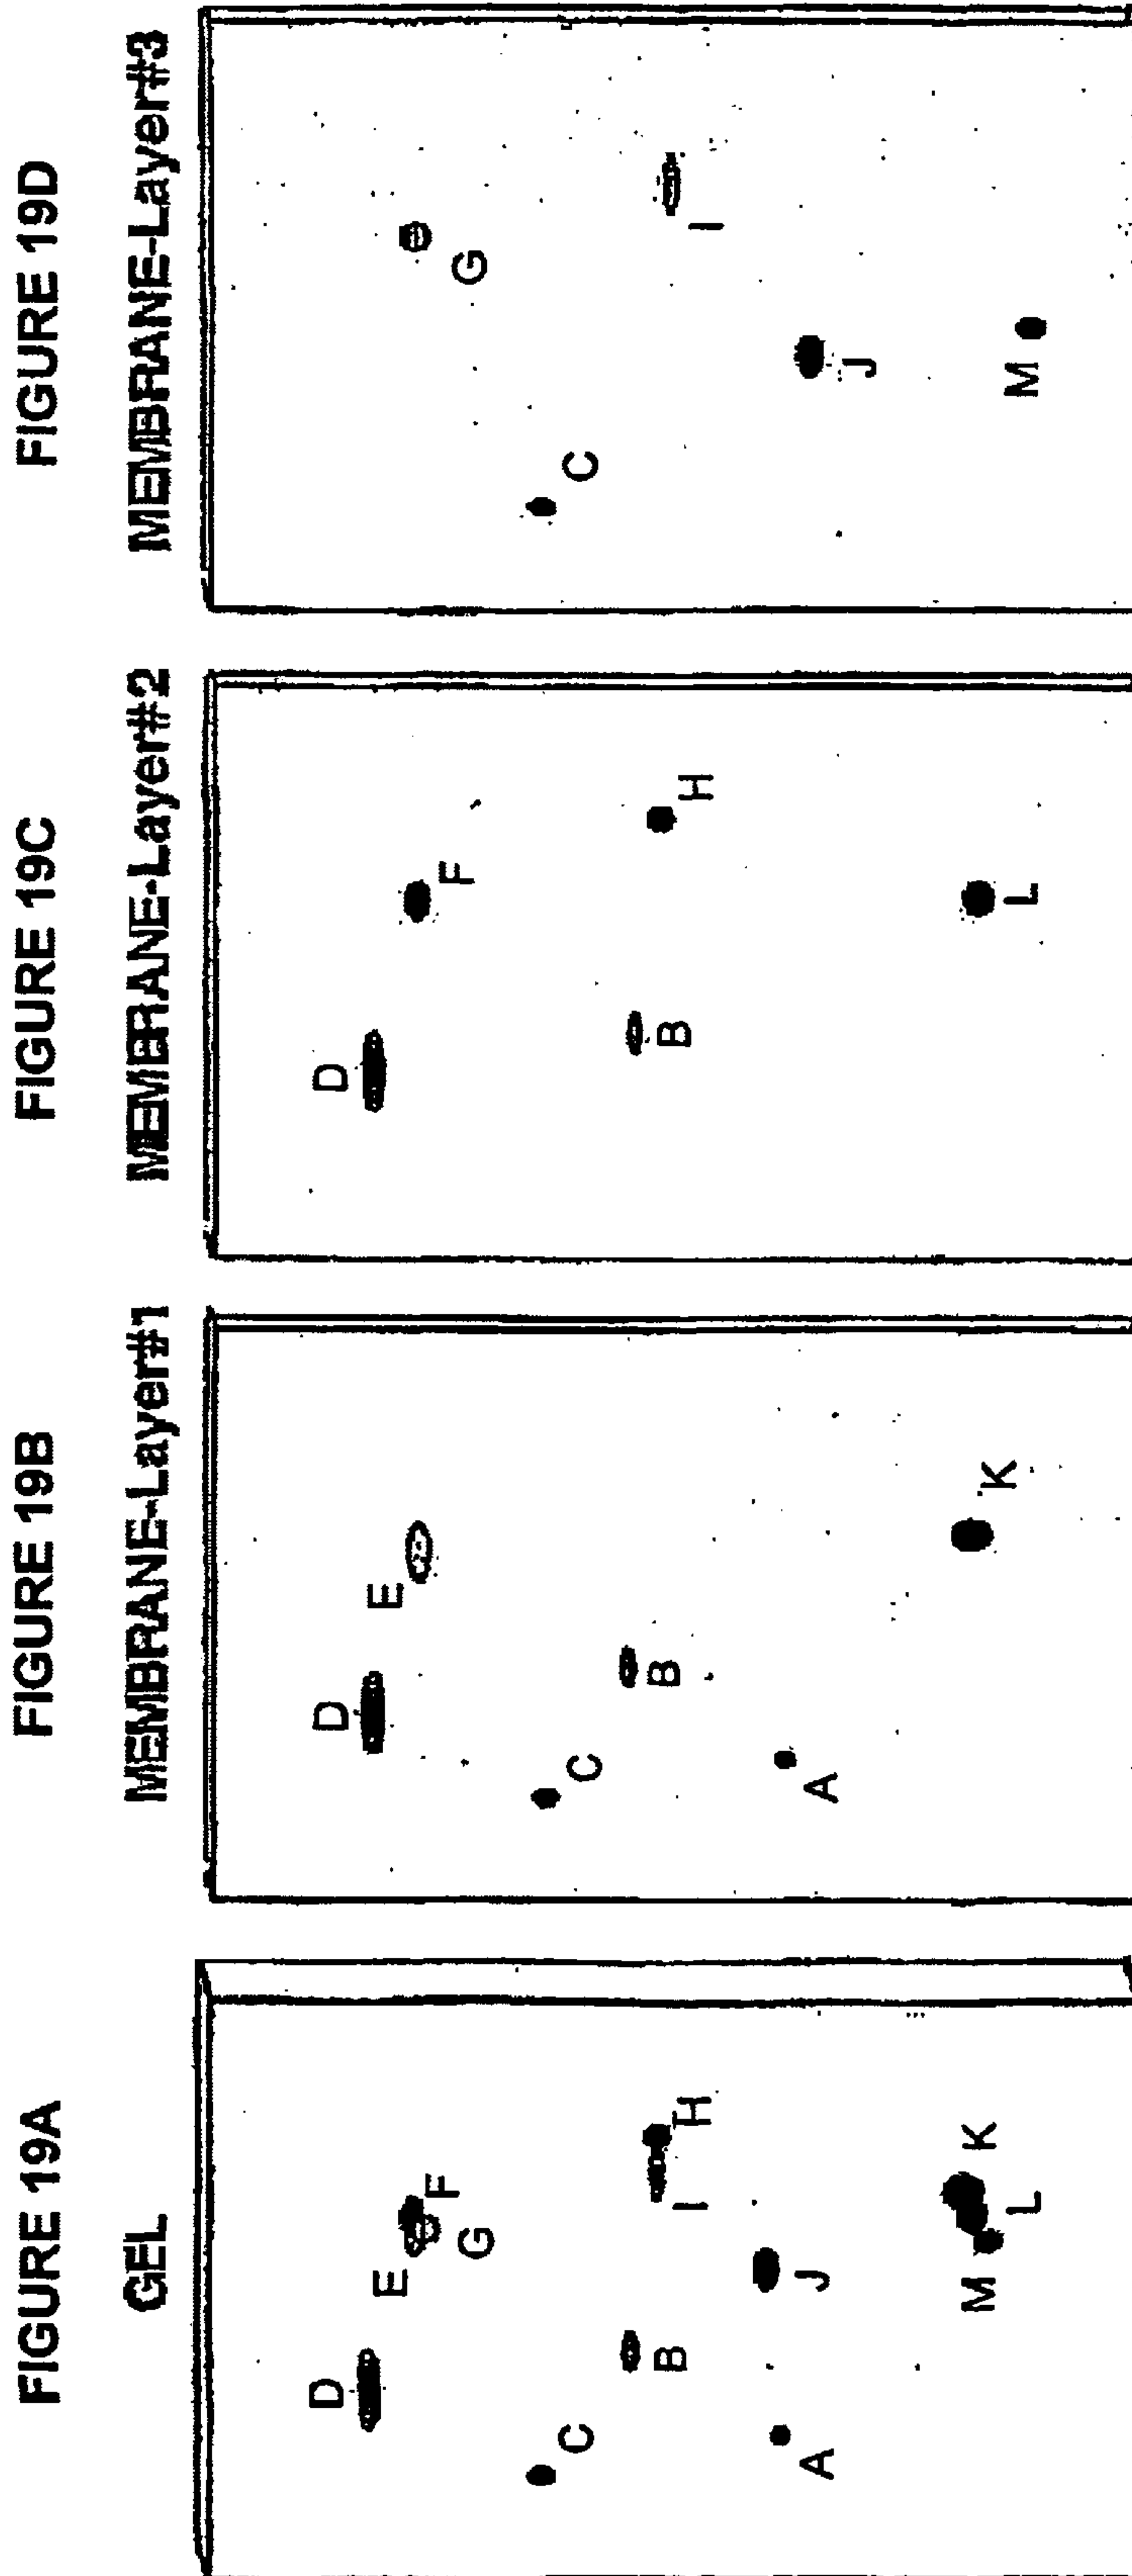 FIGURE 19A
GEL
D
E
F
G
C
B
I
H
A
J
M
L
K
FIGURE 19B
MEMBRANE-Layer#1
D
E
C
B
A
K
FIGURE 19C
MEMBRANE-Layer#2
D
F
B
H
L
FIGURE 19D
MEMBRANE-Layer#3
G
C
I
J
M